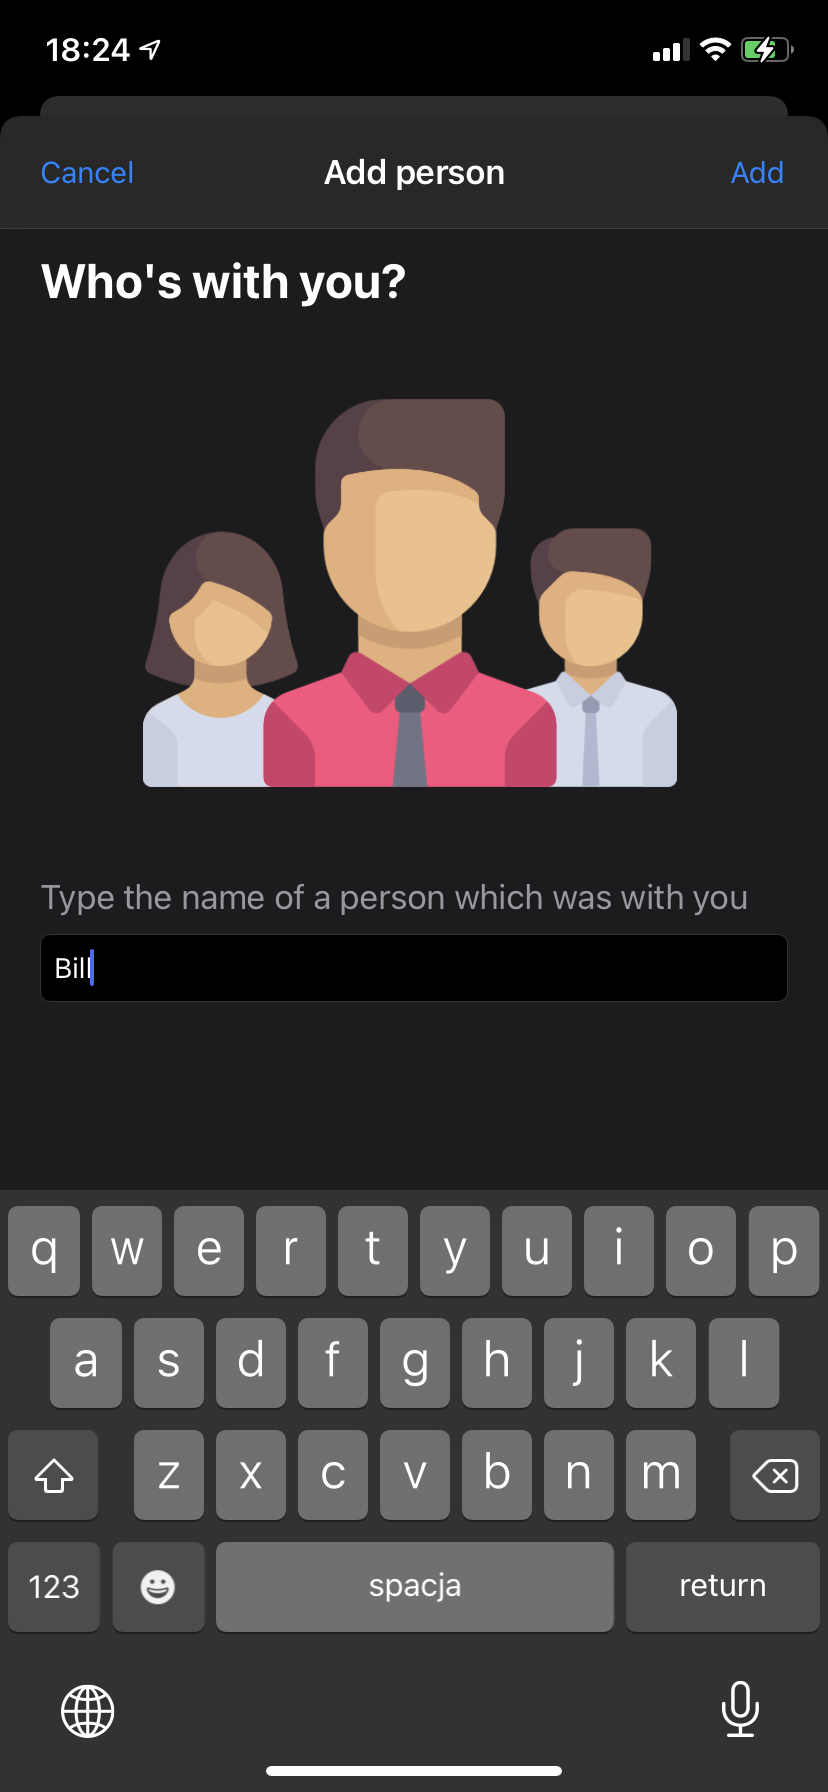 18:24
Cancel Add person Add
Who's with you?
Type the name of a person which was with you
Bill
q w e r t y u i o p
a s d f g h j k l
z x c v b n m
123 spacja return